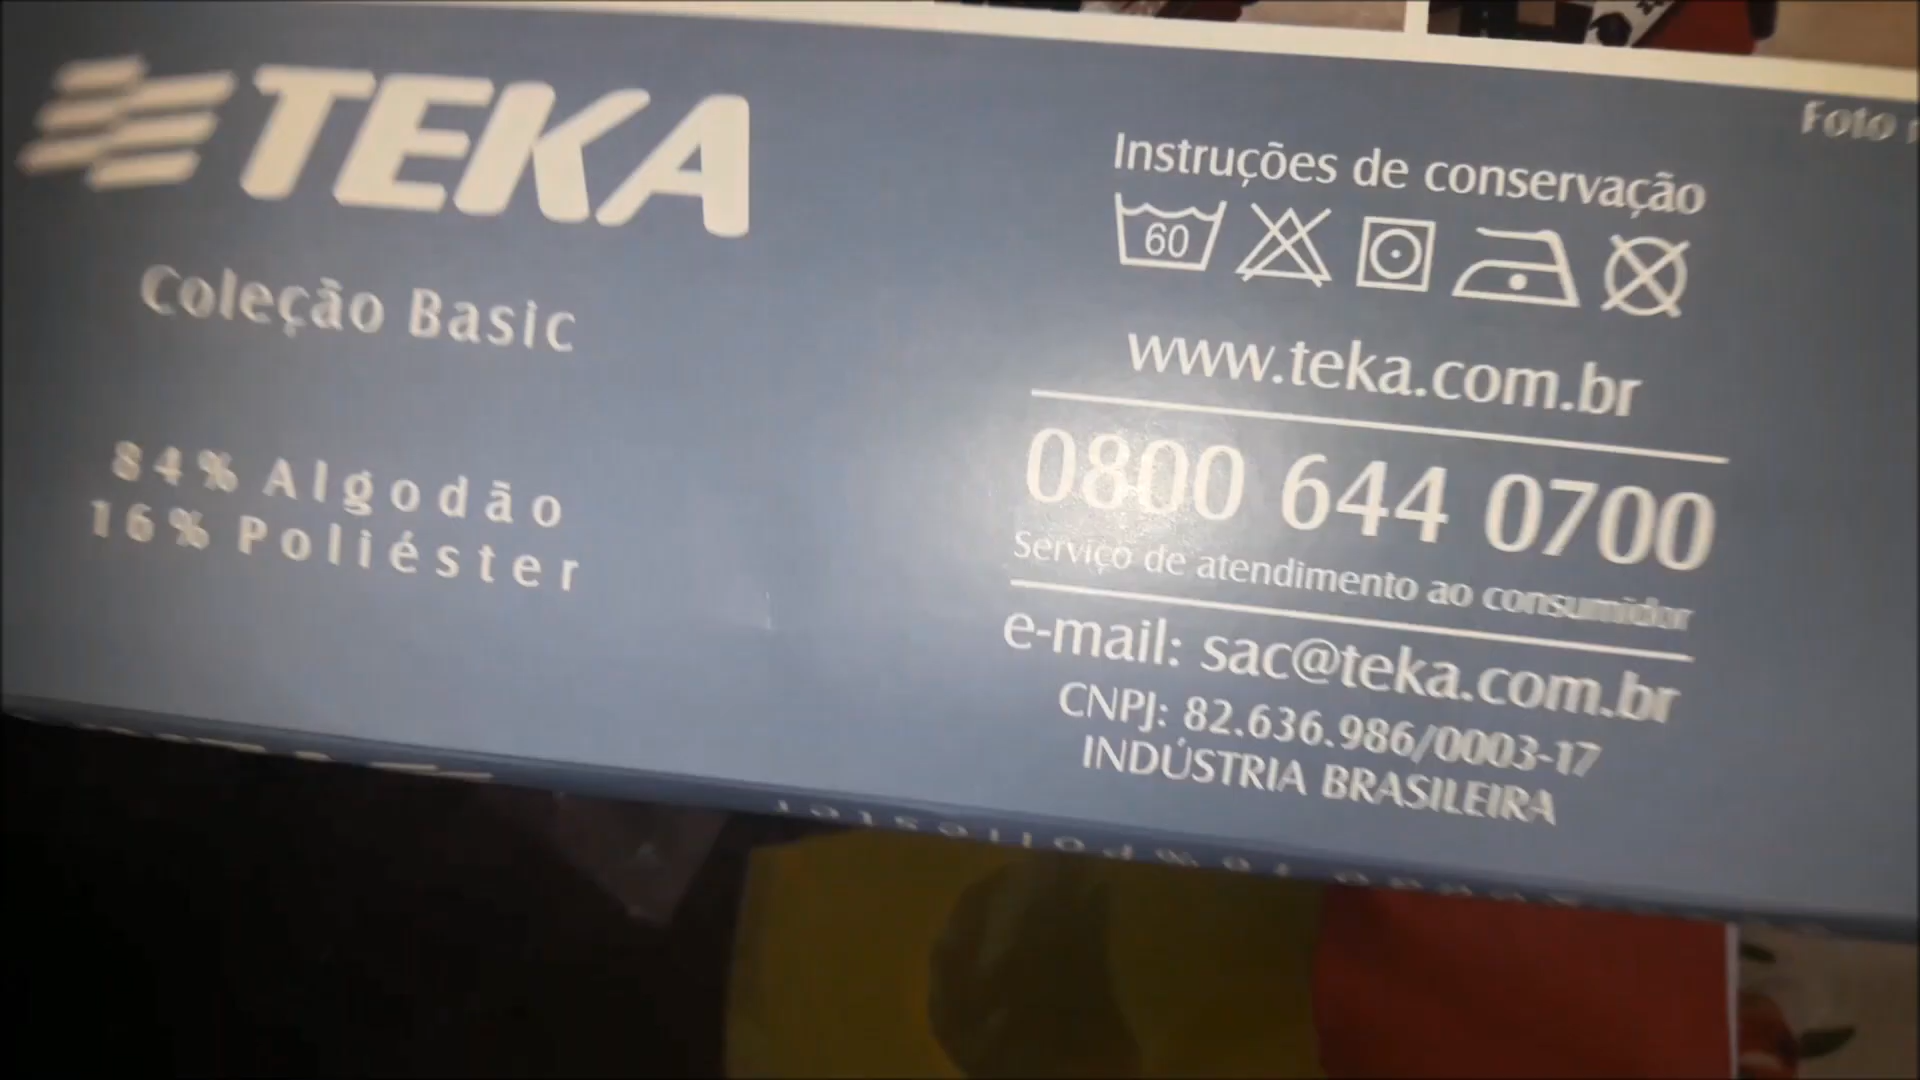 TEKA
Coleção Basic
84% Algodão
16% Poliéster
Instruções de conservação
60
www.teka.com.br
0800 644 0700
Serviço de atendimento ao consumidor
e-mail: sac@teka.com.br
CNPJ: 82.636.986/0003-17
INDÚSTRIA BRASILEIRA
Foto